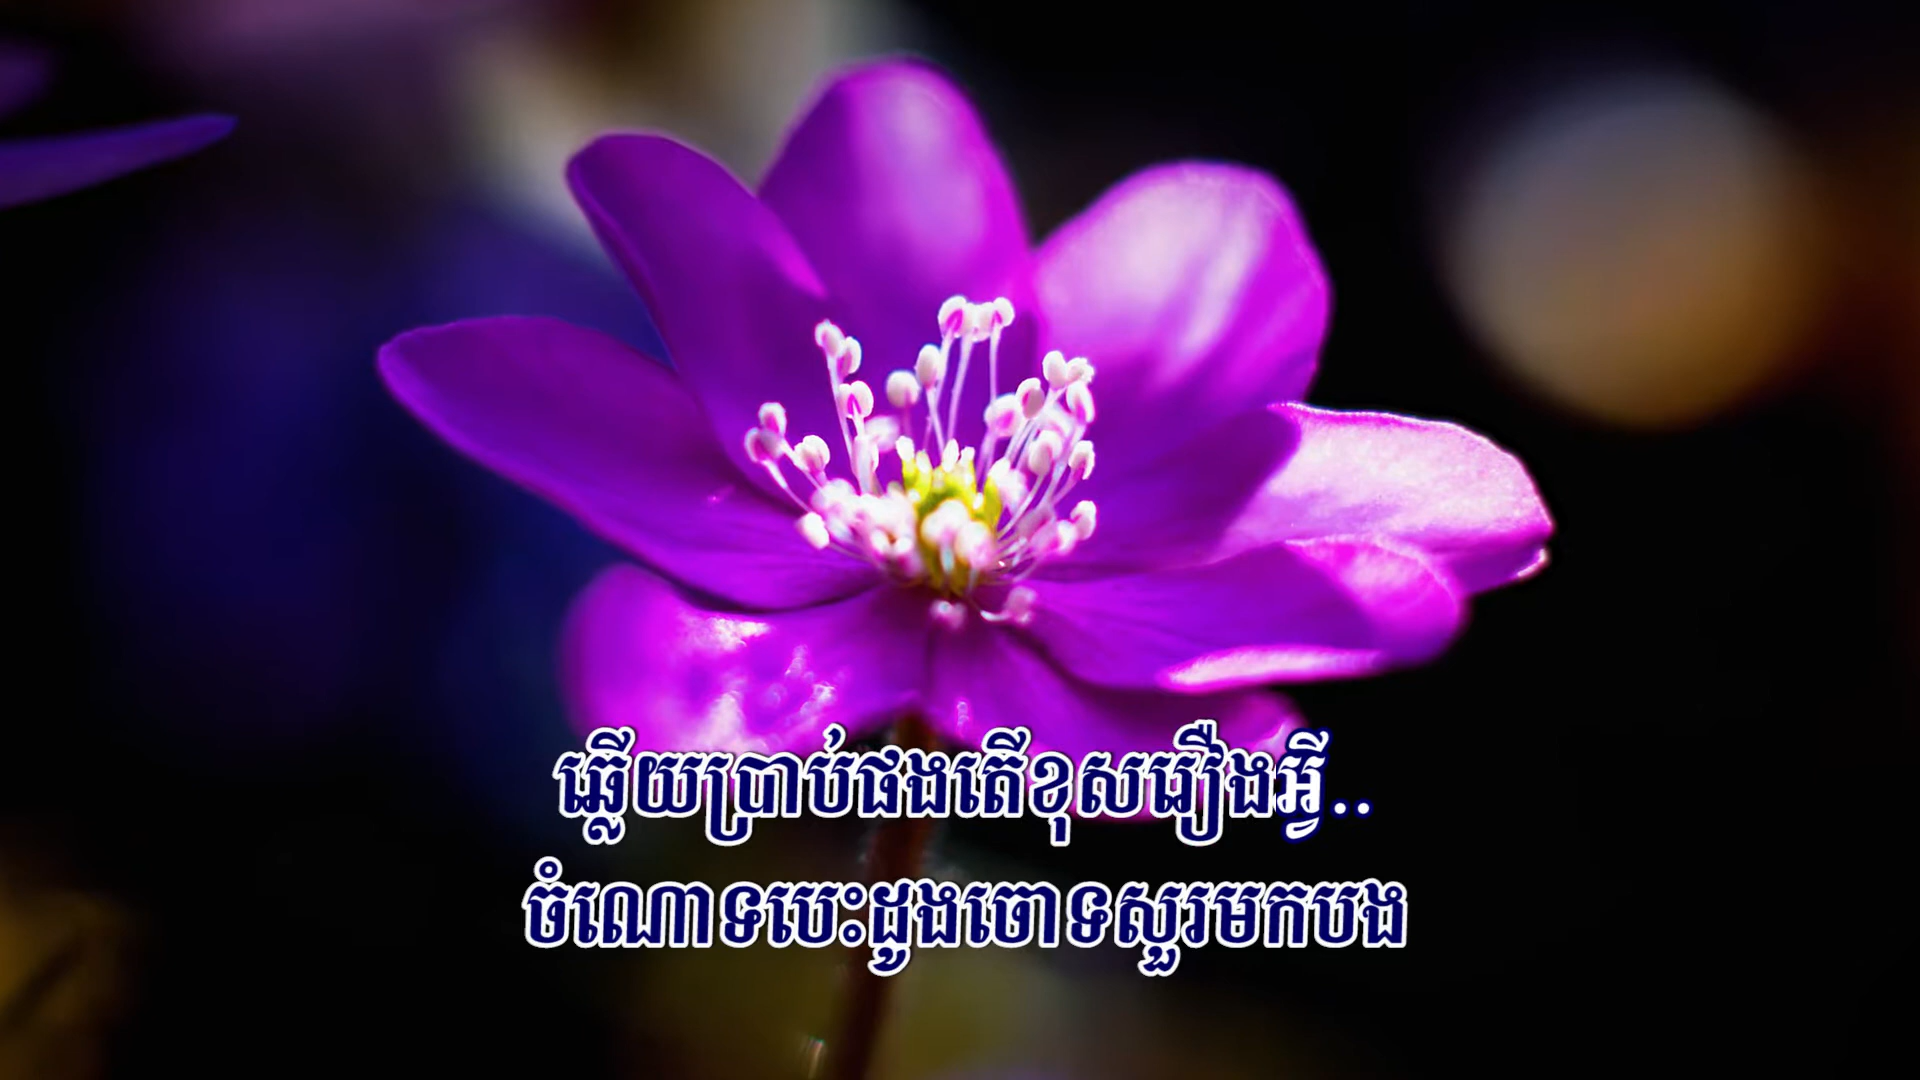 ឆ្លើយប្រាប់ផងតើខុសរឿងអ្វី..
ចំណោទបេះដូងចោទសួរមកបង